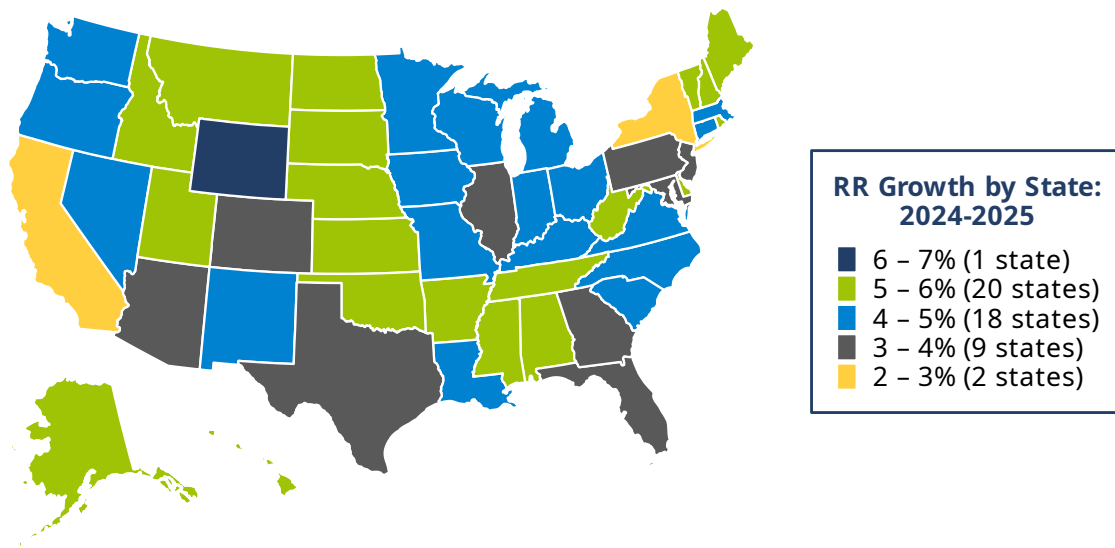 RR Growth by State:
2024-2025
6 – 7% (1 state)
5 – 6% (20 states)
4 – 5% (18 states)
3 – 4% (9 states)
2 – 3% (2 states)